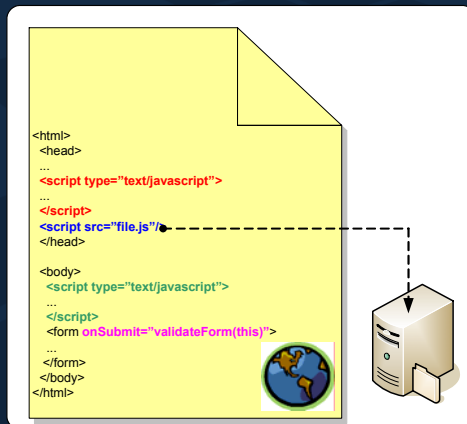 <html>
<head>
...
<script type=”text/javascript”>
...
</script>
<script src=”file.js”/>
</head>
<body>
<script type=”text/javascript”>
...
</script>
<form onSubmit=”validateForm(this)”>
...
</form>
</body>
</html>